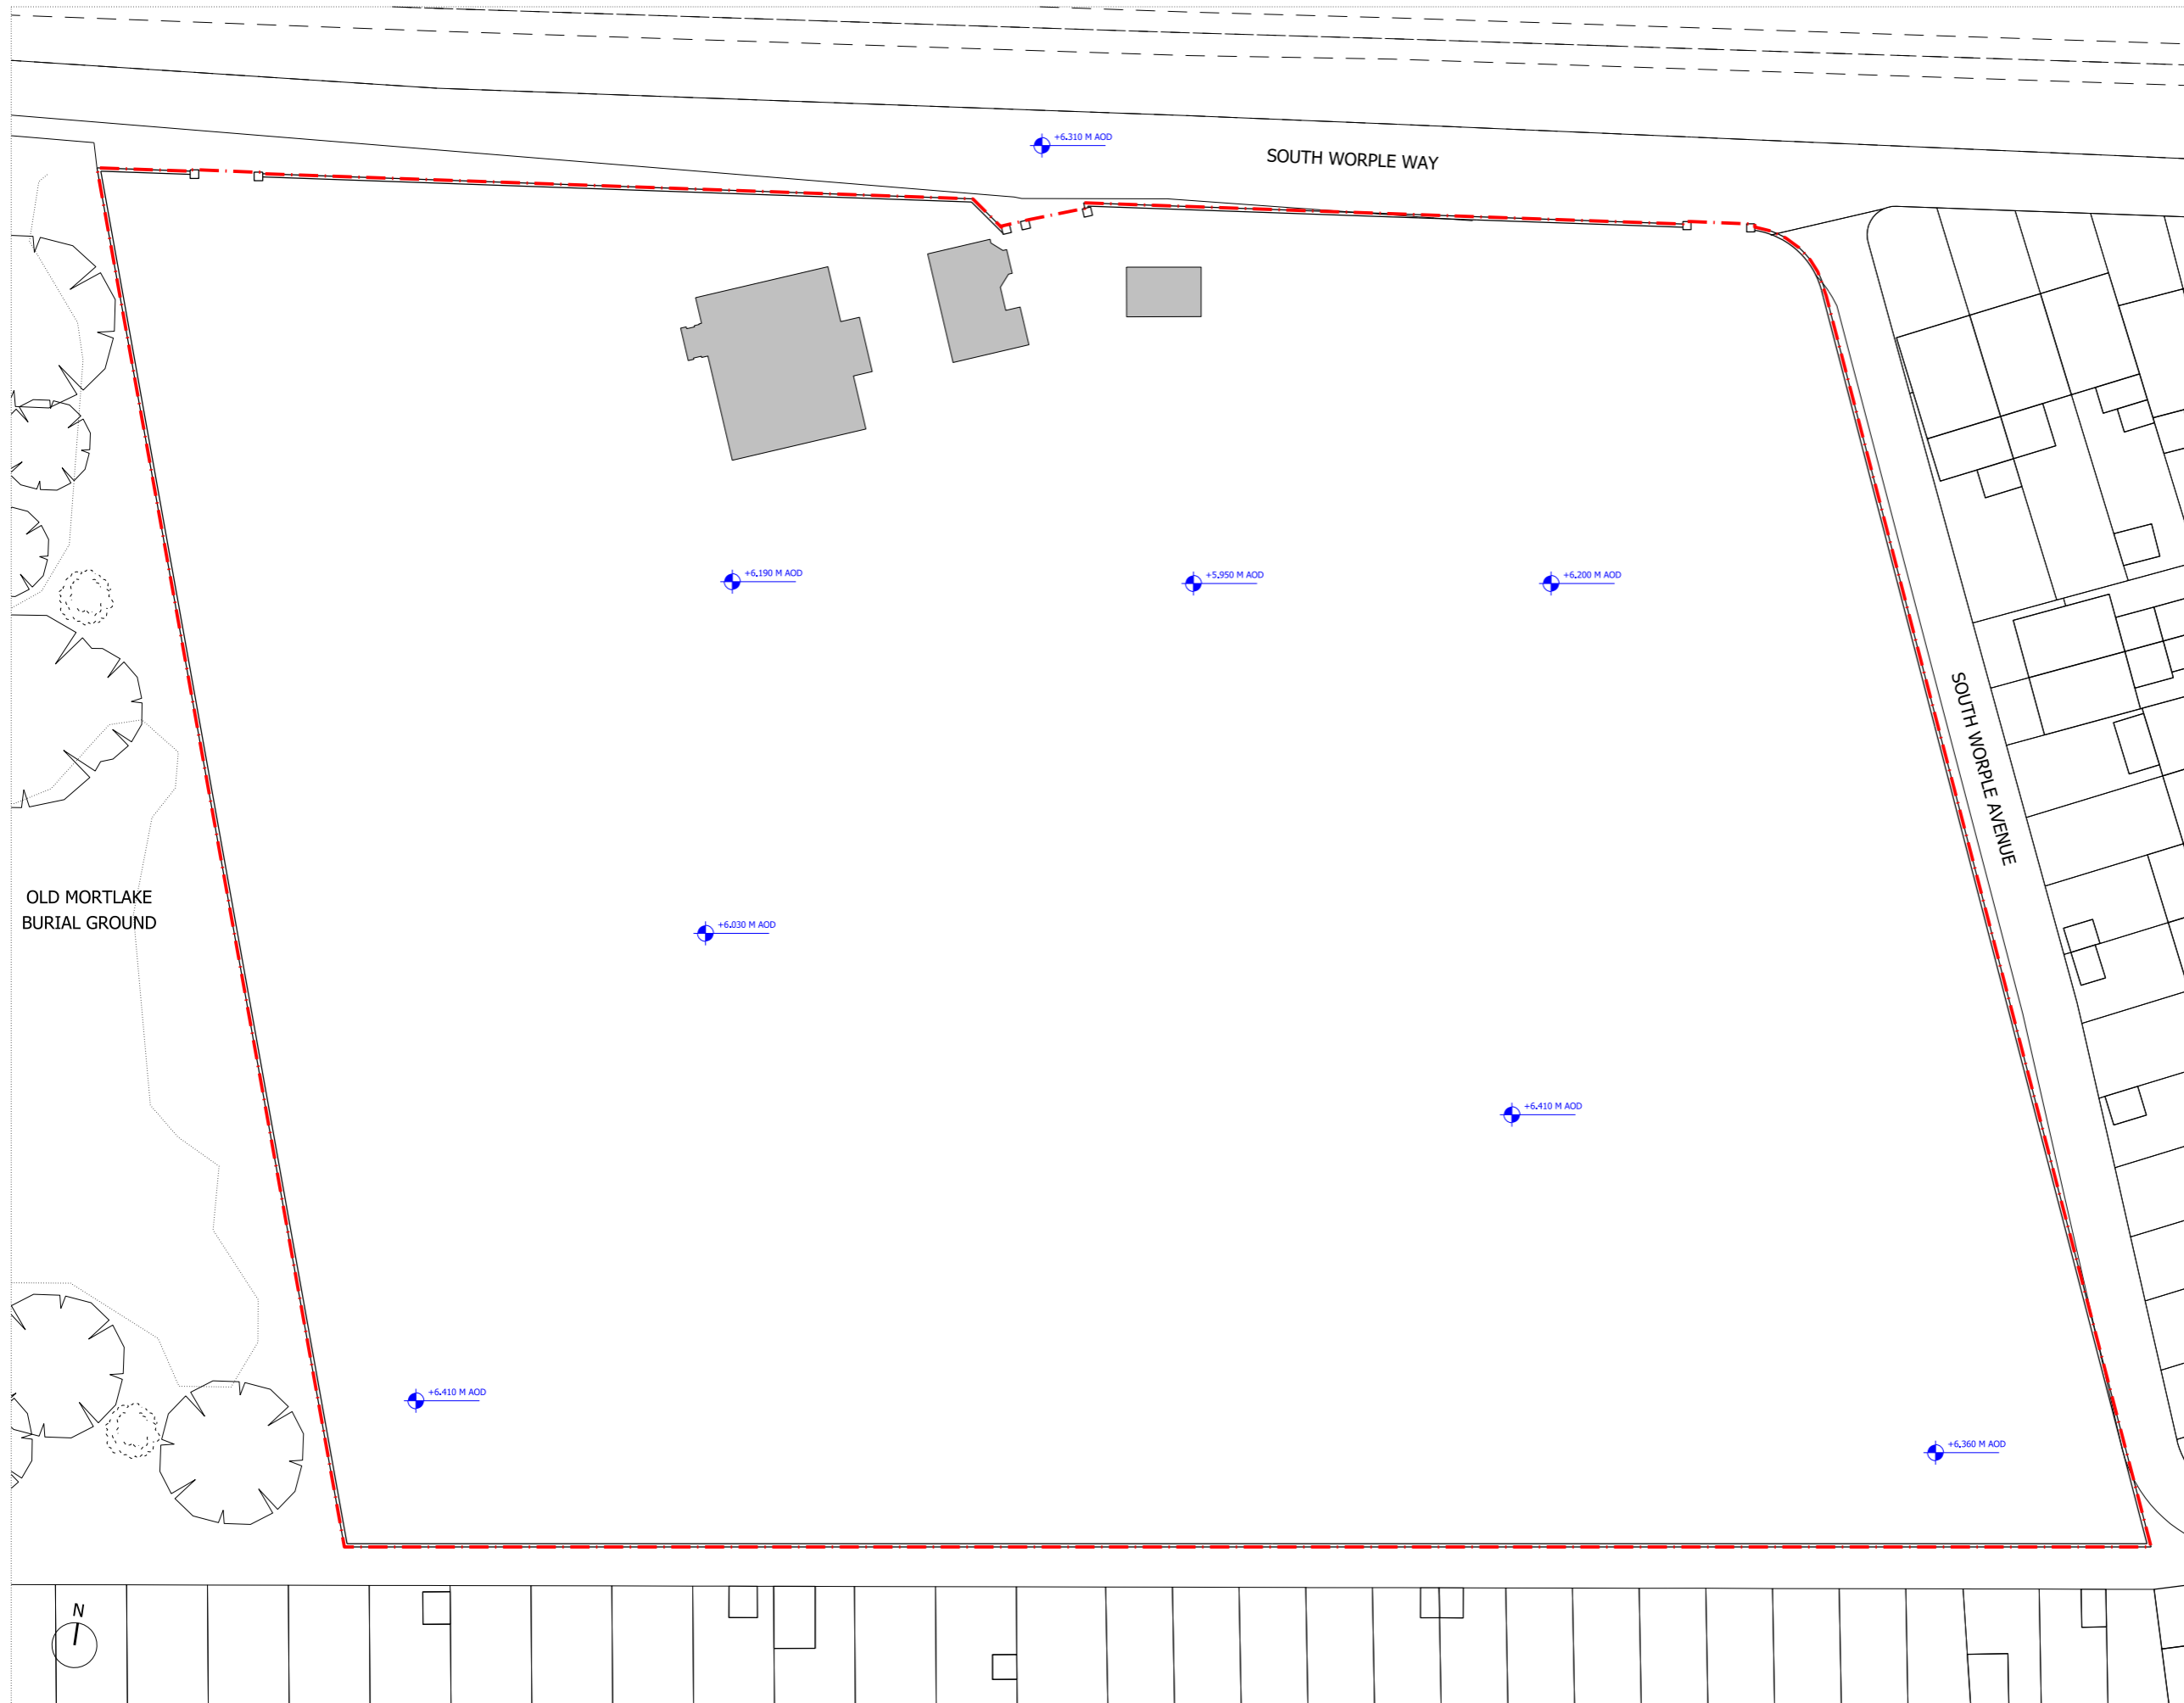 +6.310 M AOD
SOUTH WORPLE WAY
+6.190 M AOD
+5.950 M AOD
+6.200 M AOD
SOUTH WORPLE AVENUE
OLD MORTLAKE
BURIAL GROUND
+6.030 M AOD
+6.410 M AOD
+6.410 M AOD
+6.360 M AOD
N